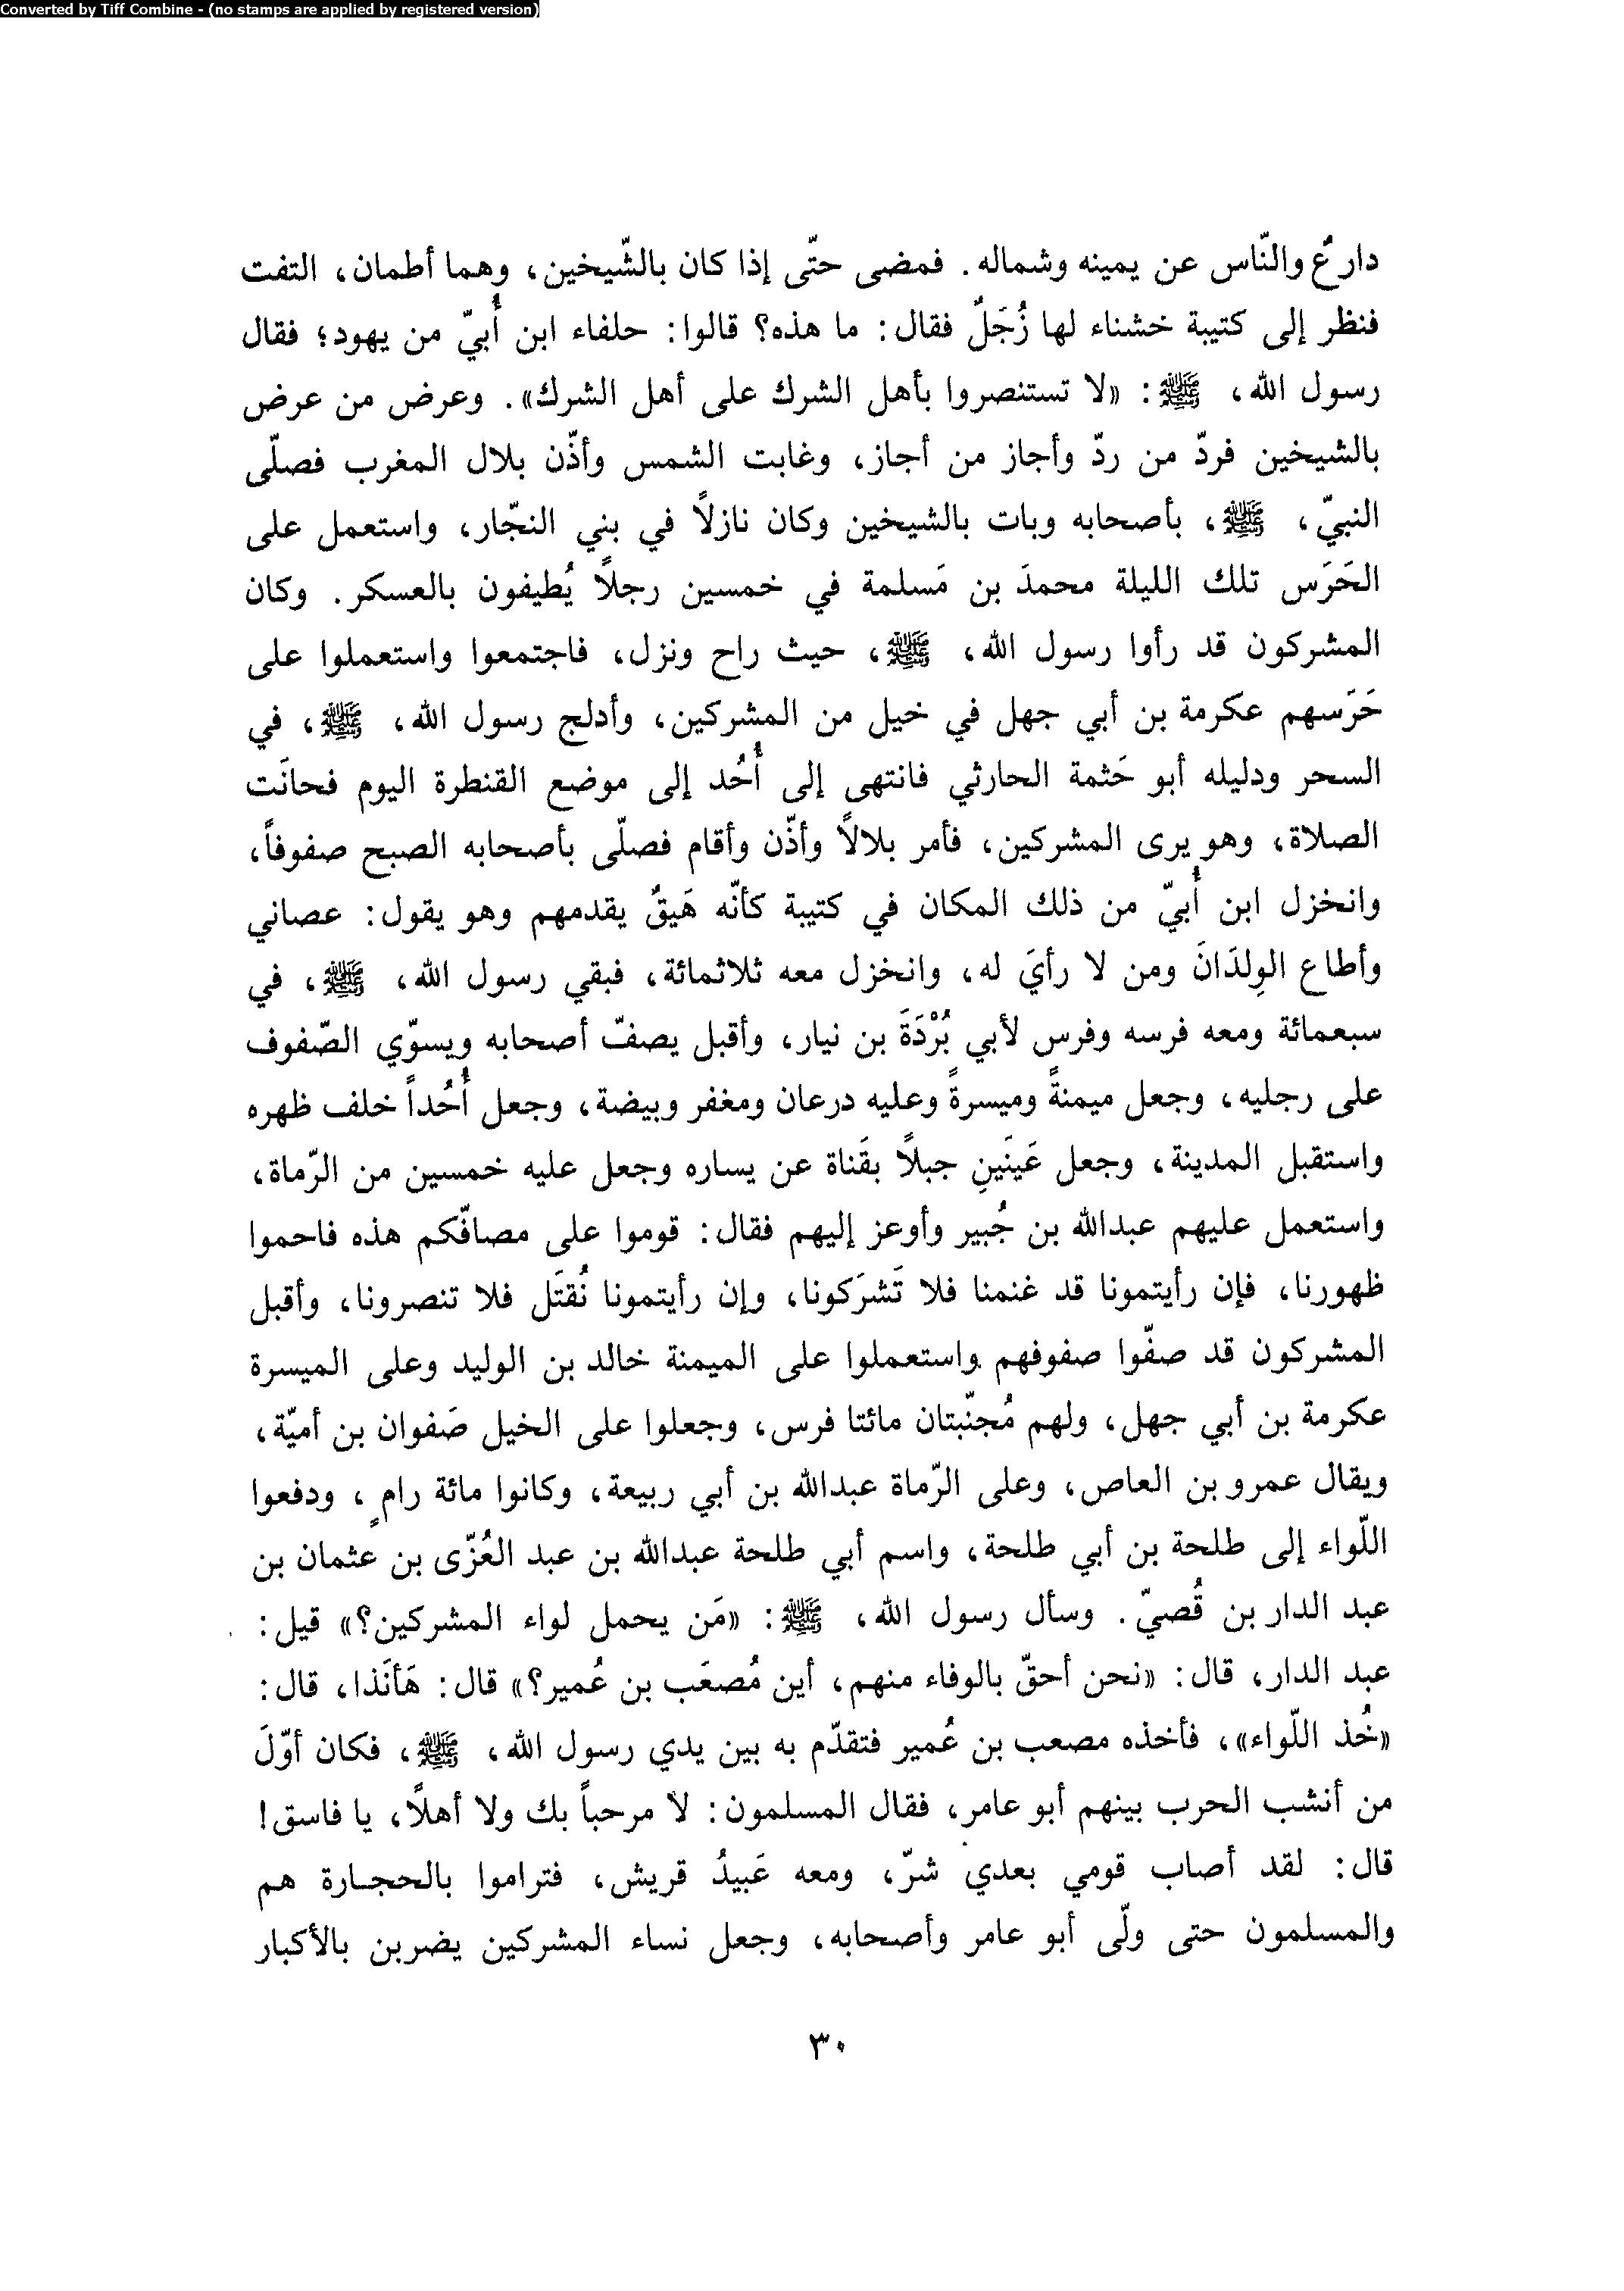 Converted by Tiff Combine - (no stamps are applied by registered version)
دارعٌ والنّاس عن يمينه وشماله. فمضى حتّى إذا كان بالشّيخين، وهما أطمان، التفت
فنظر إلى كتيبة خشناء لها زُجَلٌ فقال: ما هذه؟ قالوا: حلفاء ابن أُبيّ من يهود؛ فقال
رسول الله، ﷺ: «لا تستنصروا بأهل الشرك على أهل الشرك». وعرض من عرض
بالشيخين فردّ من ردّ وأجاز من أجاز، وغابت الشمس وأذّن بلال المغرب فصلّى
النبيّ، ﷺ، بأصحابه وبات بالشيخين وكان نازلاً في بني النجّار، واستعمل على
الحَرَس تلك الليلة محمدَ بن مَسلمة في خمسين رجلاً يُطيفون بالعسكر. وكان
المشركون قد رأوا رسول الله، ﷺ، حيث راح ونزل، فاجتمعوا واستعملوا على
حَرَسهم عكرمة بن أبي جهل في خيل من المشركين، وأدلج رسول الله، ﷺ، في
السحر ودليله أبو حَثمة الحارثي فانتهى إلى أُحُد إلى موضع القنطرة اليوم فحانَت
الصلاة، وهو يرى المشركين، فأمر بلالاً وأذّن وأقام فصلّى بأصحابه الصبح صفوفاً،
وانخزل ابن أُبيّ من ذلك المكان في كتيبة كأنّه هَيقٌ يقدمهم وهو يقول: عصاني
وأطاع الوِلدَانَ ومن لا رأيَ له، وانخزل معه ثلاثمائة، فبقي رسول الله، ﷺ، في
سبعمائة ومعه فرسه وفرس لأبي بُرْدَةَ بن نيار، وأقبل يصفّ أصحابه ويسوّي الصّفوف
على رجليه، وجعل ميمنةً وميسرةً وعليه درعان ومغفر وبيضة، وجعل أُحُداً خلف ظهره
واستقبل المدينة، وجعل عَينَينِ جبلاً بقَناة عن يساره وجعل عليه خمسين من الرّماة،
واستعمل عليهم عبدالله بن جُبير وأوعز إليهم فقال: قوموا على مصافّكم هذه فاحموا
ظهورنا، فإن رأيتمونا قد غنمنا فلا تَشرَكونا، وإن رأيتمونا نُقتَل فلا تنصرونا، وأقبل
المشركون قد صفّوا صفوفهم واستعملوا على الميمنة خالد بن الوليد وعلى الميسرة
عكرمة بن أبي جهل، ولهم مُجنّبتان مائتا فرس، وجعلوا على الخيل صَفوان بن أميّة،
ويقال عمرو بن العاص، وعلى الرّماة عبدالله بن أبي ربيعة، وكانوا مائة رامٍ، ودفعوا
اللّواء إلى طلحة بن أبي طلحة، واسم أبي طلحة عبدالله بن عبد العُزّى بن عثمان بن
عبد الدار بن قُصيّ. وسأل رسول الله، ﷺ: «مَن يحمل لواء المشركين؟» قيل:
عبد الدار، قال: «نحن أحقّ بالوفاء منهم، أين مُصعَب بن عُمير؟» قال: هَأنَذا، قال:
«خُذ اللّواء»، فأخذه مصعب بن عُمير فتقدّم به بين يدي رسول الله، ﷺ، فكان أوّلَ
من أنشب الحرب بينهم أبو عامر، فقال المسلمون: لا مرحباً بك ولا أهلاً، يا فاسق!
قال: لقد أصاب قومي بعدي شرّ، ومعه عَبيدُ قريش، فتراموا بالحجارة هم
والمسلمون حتى ولّى أبو عامر وأصحابه، وجعل نساء المشركين يضربن بالأكبار
٣٠